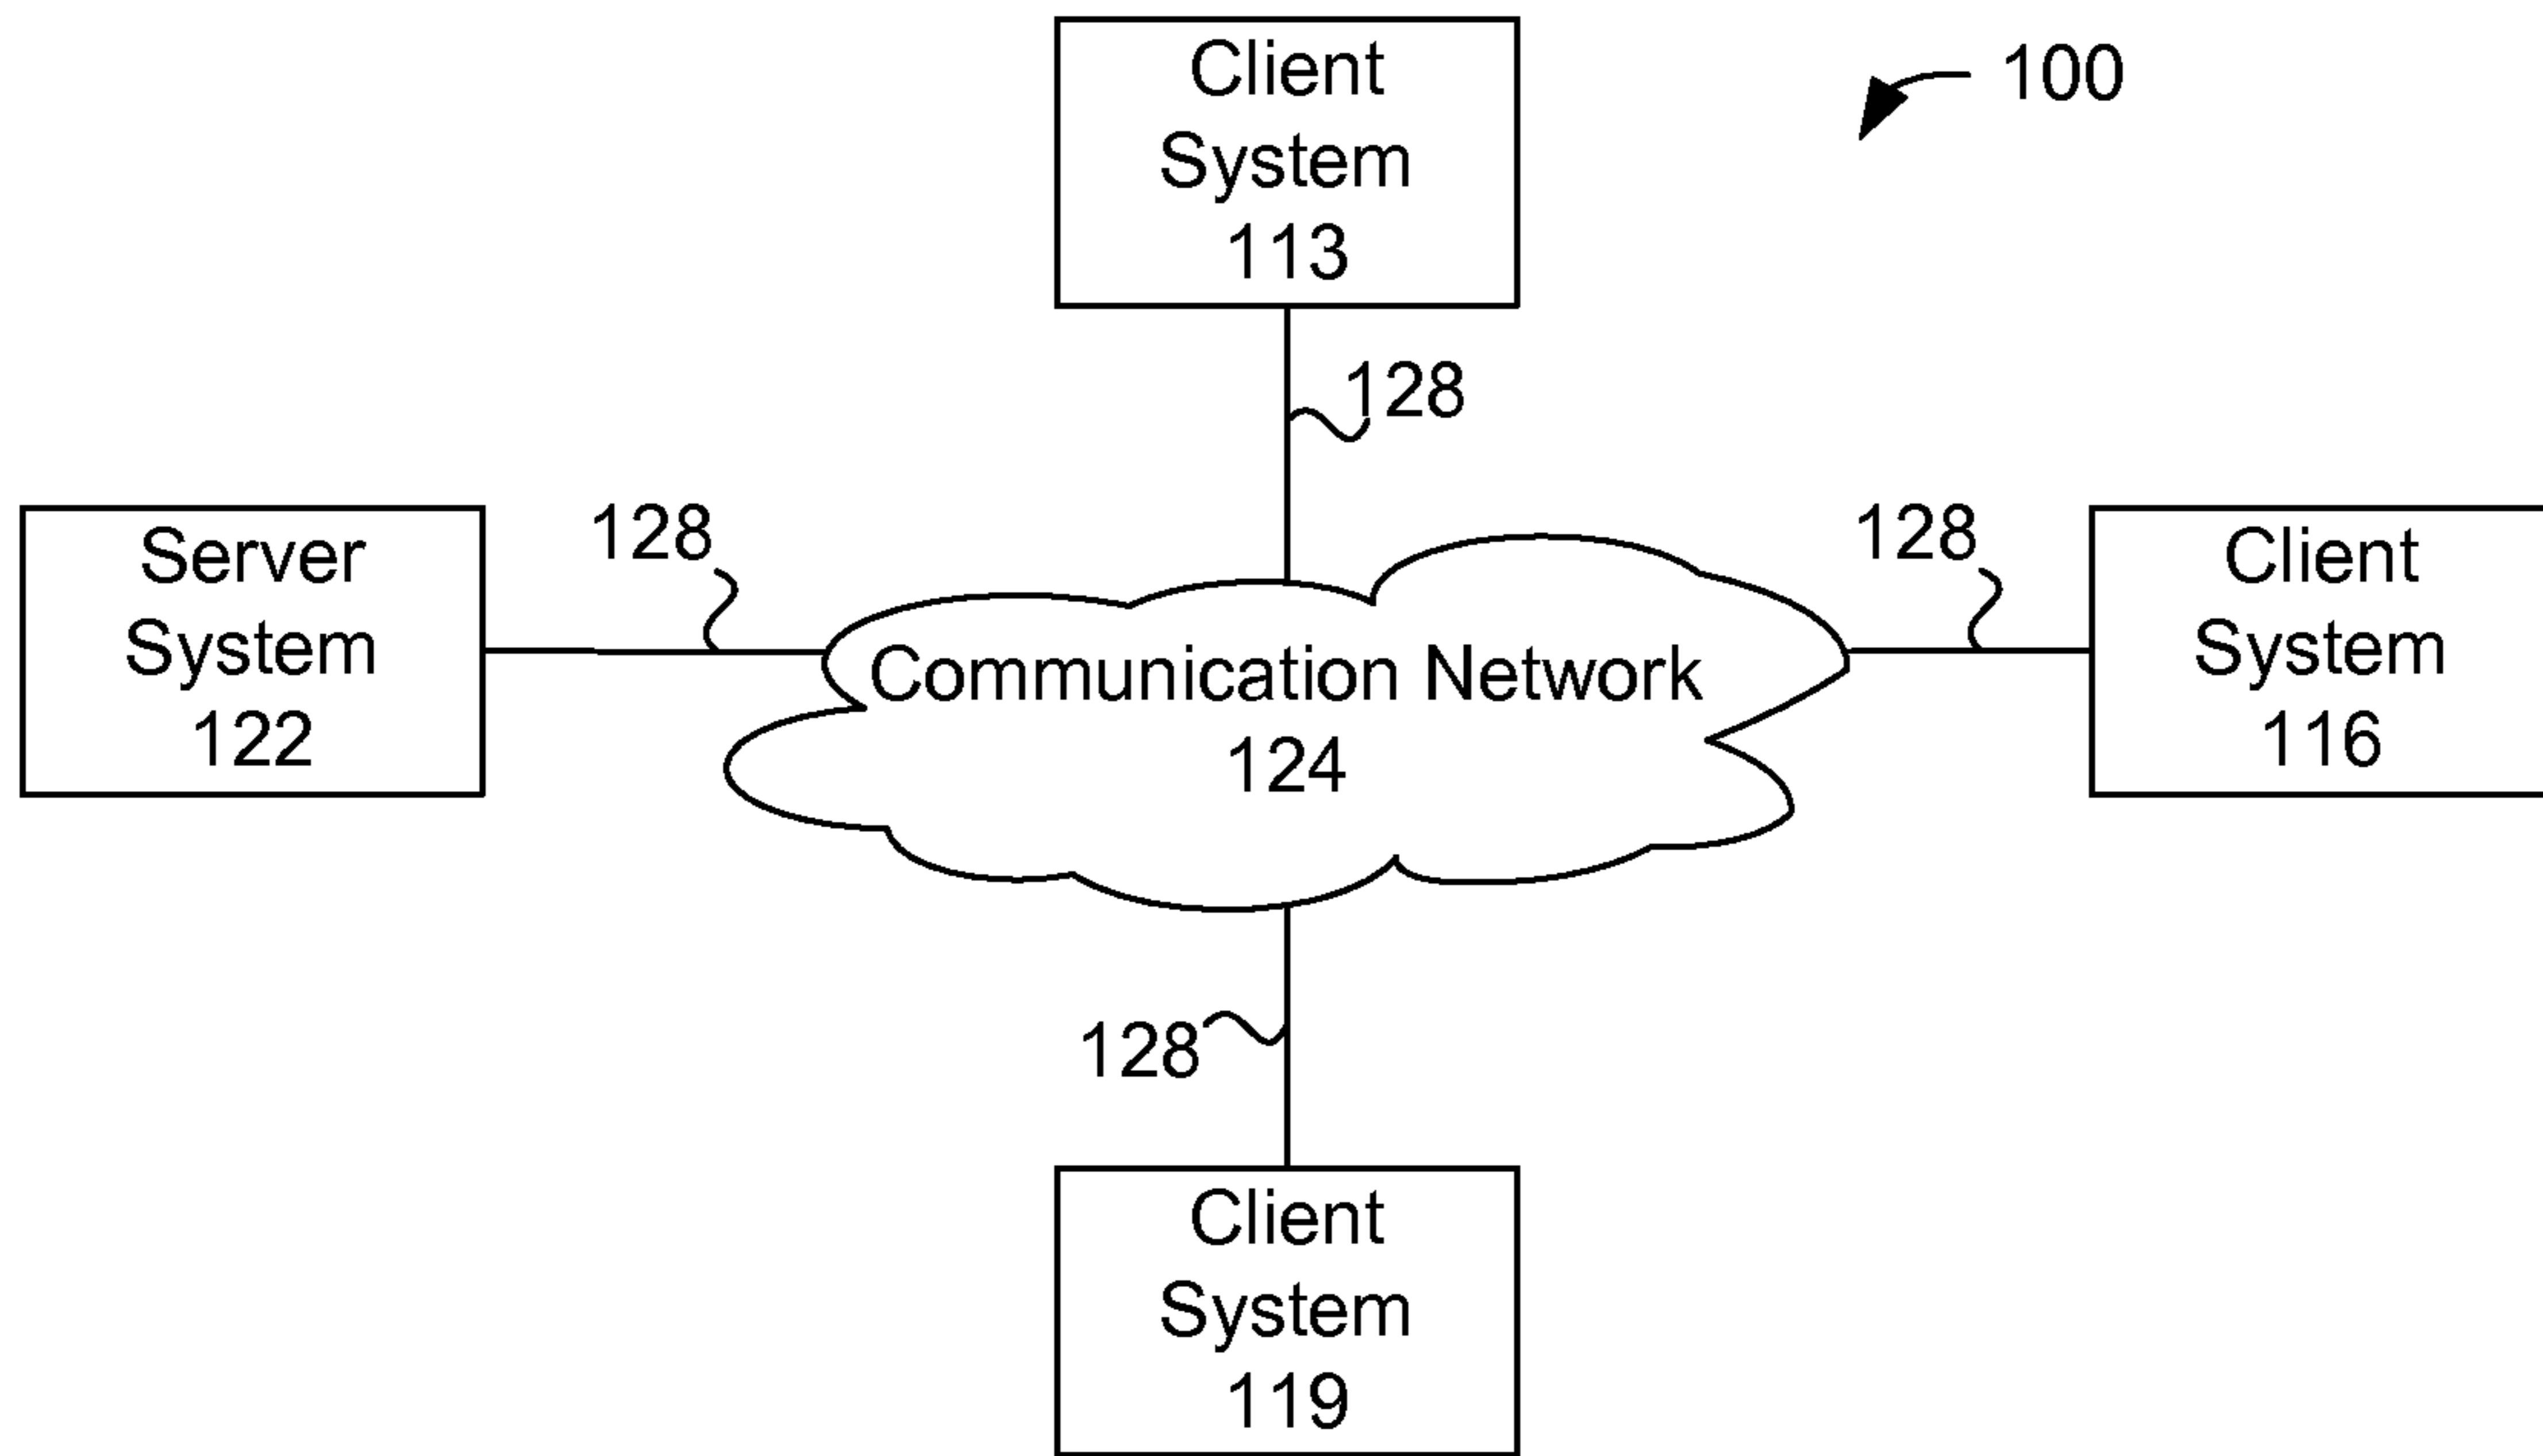 Client
System
113
100
128
Server
System
122
128
Communication Network
124
128
Client
System
116
128
Client
System
119